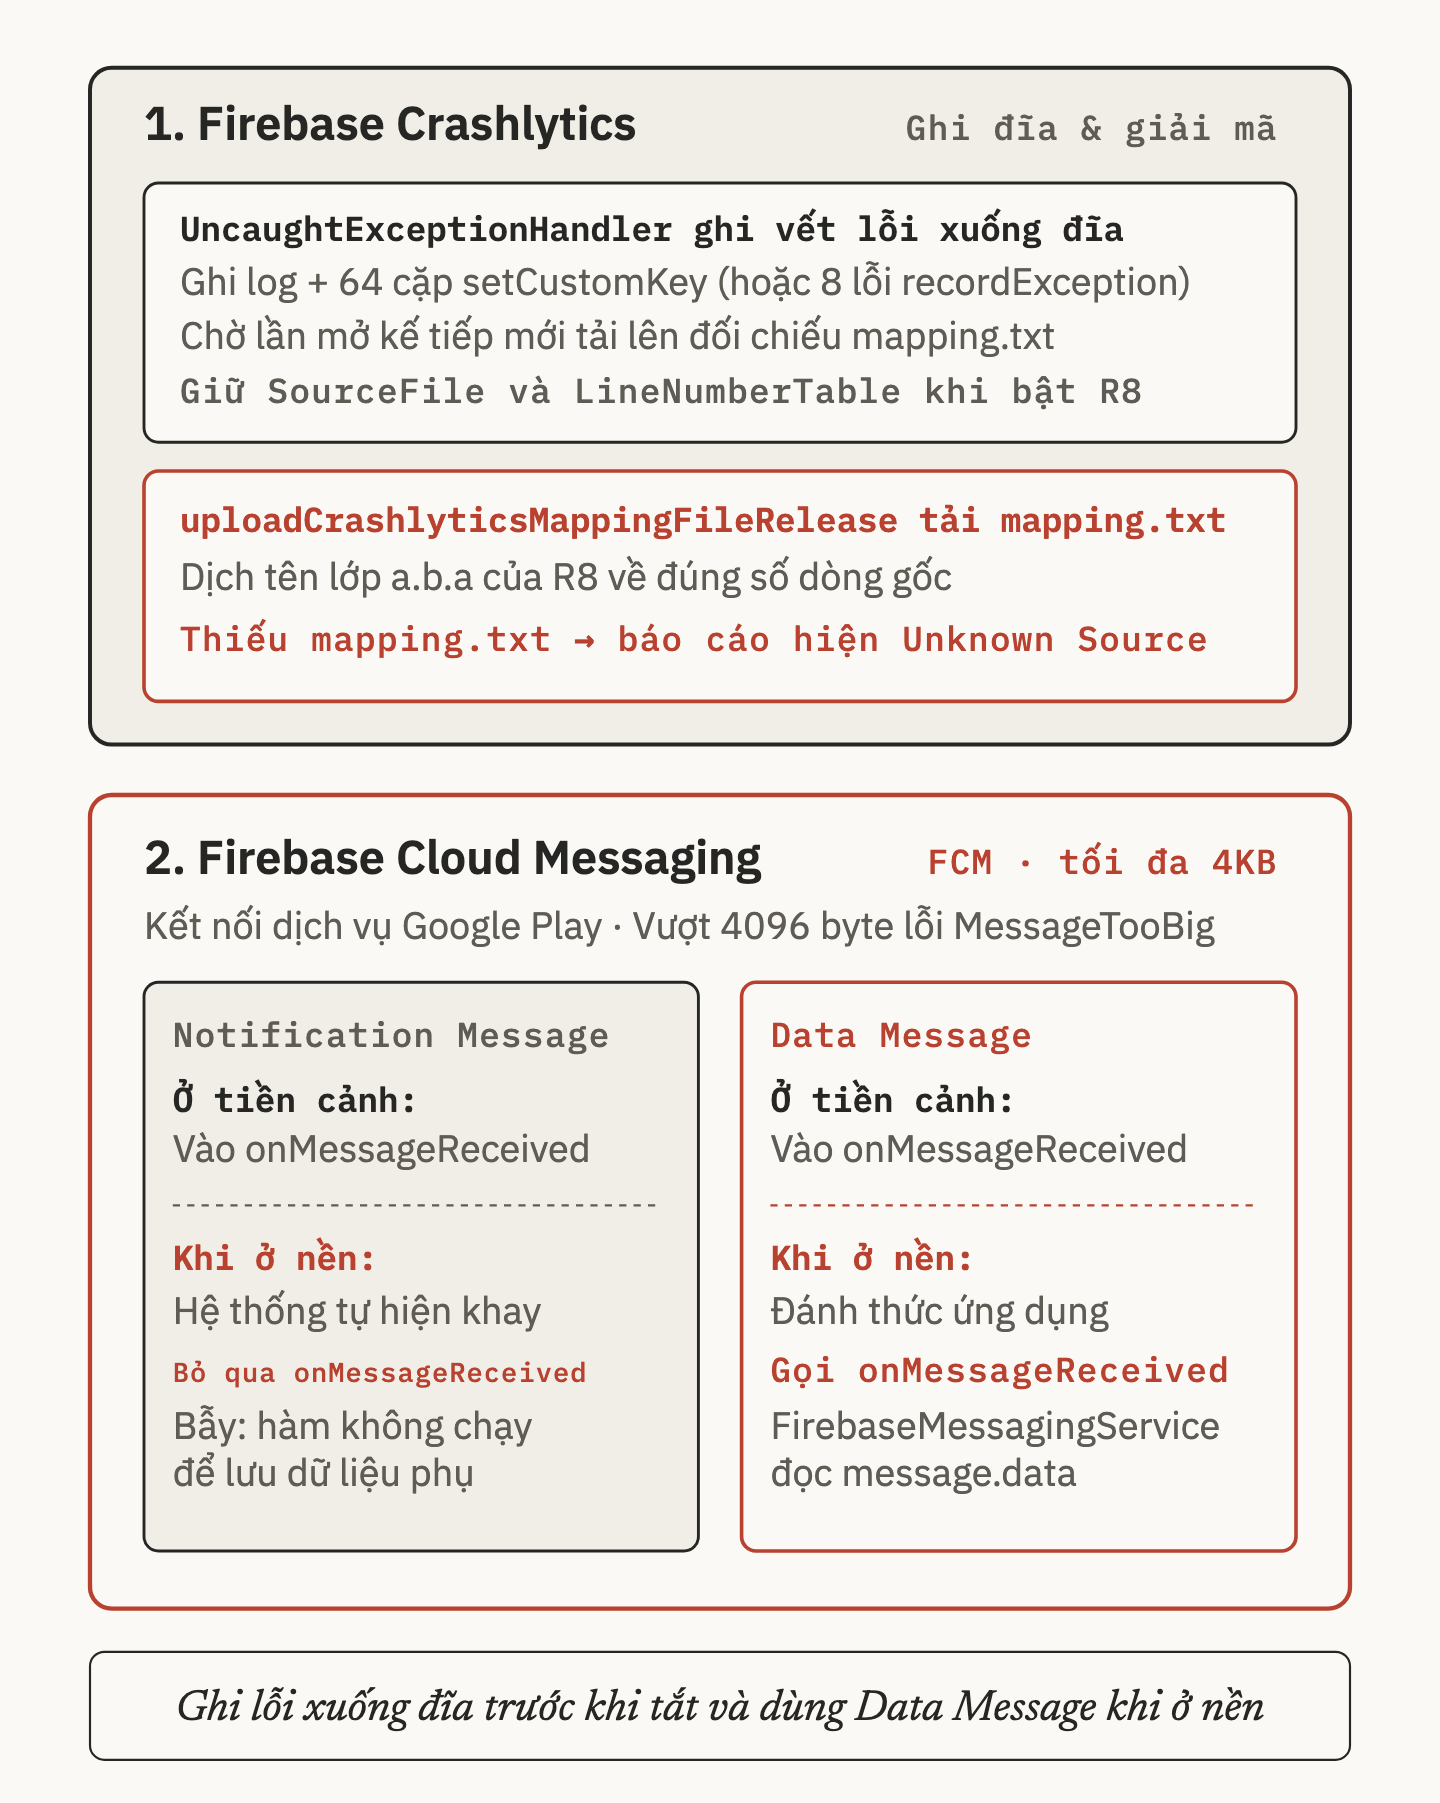 1. Firebase Crashlytics
Ghi đĩa & giải mã
UncaughtExceptionHandler ghi vết lỗi xuống đĩa
Ghi log + 64 cặp setCustomKey (hoặc 8 lỗi recordException)
Chờ lần mở kế tiếp mới tải lên đối chiếu mapping.txt
Giữ SourceFile và LineNumberTable khi bật R8
uploadCrashlyticsMappingFileRelease tải mapping.txt
Dịch tên lớp a.b.a của R8 về đúng số dòng gốc
Thiếu mapping.txt → báo cáo hiện Unknown Source
2. Firebase Cloud Messaging
FCM · tối đa 4KB
Kết nối dịch vụ Google Play · Vượt 4096 byte lỗi MessageTooBig
Notification Message
Ở tiền cảnh:
Vào onMessageReceived
Khi ở nền:
Hệ thống tự hiện khay
Bỏ qua onMessageReceived
Bẫy: hàm không chạy
để lưu dữ liệu phụ
Data Message
Ở tiền cảnh:
Vào onMessageReceived
Khi ở nền:
Đánh thức ứng dụng
Gọi onMessageReceived
FirebaseMessagingService
đọc message.data
Ghi lỗi xuống đĩa trước khi tắt và dùng Data Message khi ở nền